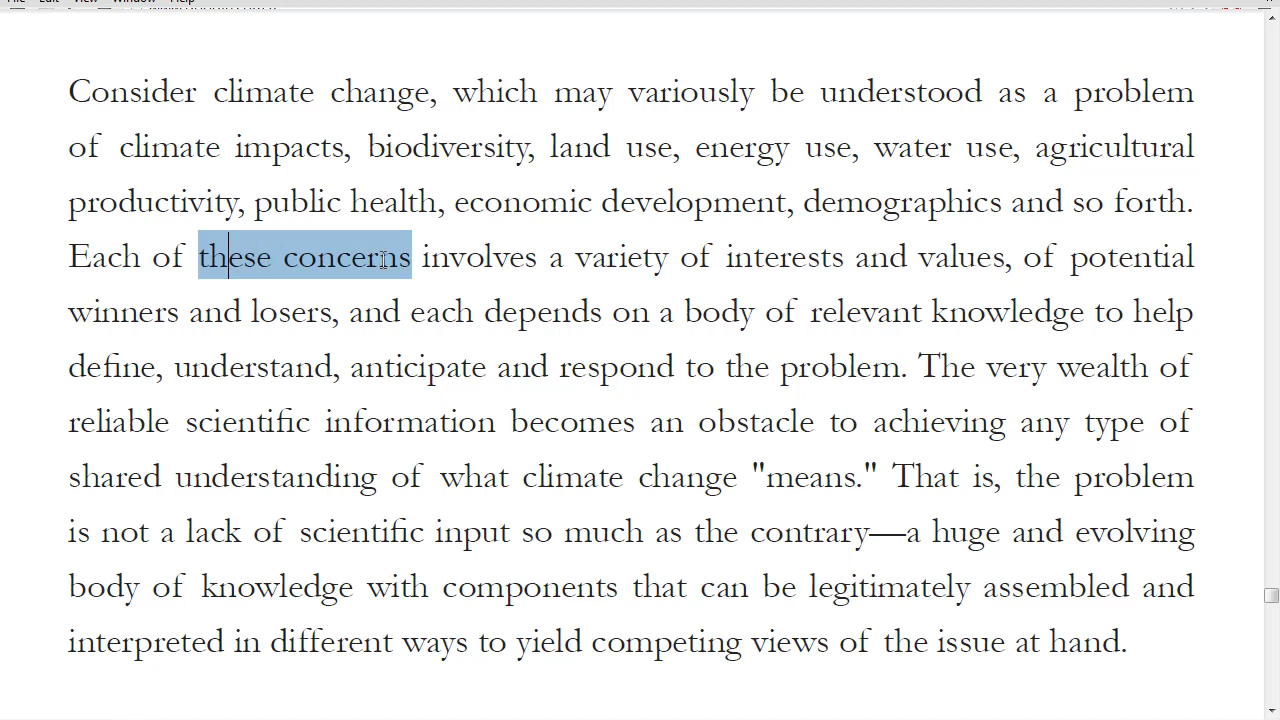 File Edit View Window Help
Consider climate change, which may variously be understood as a problem
of climate impacts, biodiversity, land use, energy use, water use, agricultural
productivity, public health, economic development, demographics and so forth.
Each of these concerns involves a variety of interests and values, of potential
winners and losers, and each depends on a body of relevant knowledge to help
define, understand, anticipate and respond to the problem. The very wealth of
reliable scientific information becomes an obstacle to achieving any type of
shared understanding of what climate change "means." That is, the problem
is not a lack of scientific input so much as the contrary—a huge and evolving
body of knowledge with components that can be legitimately assembled and
interpreted in different ways to yield competing views of the issue at hand.